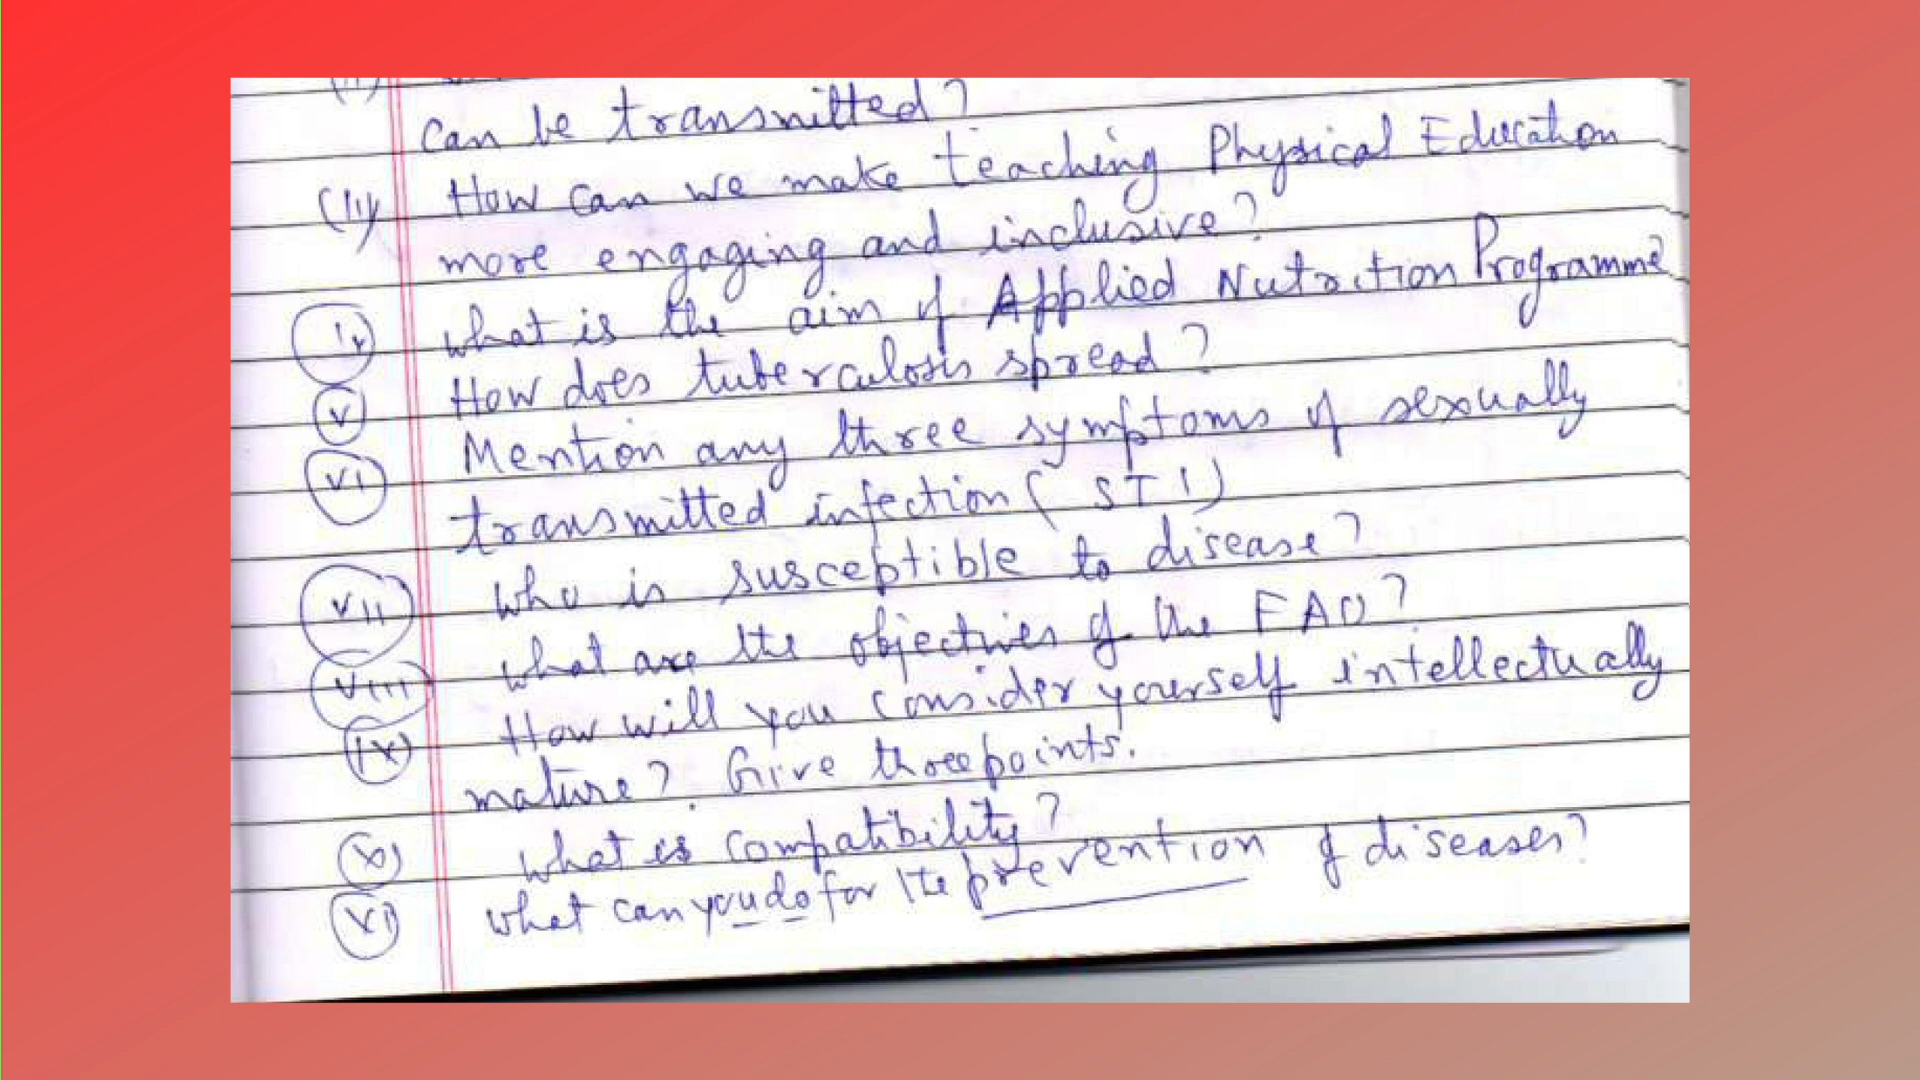 can be transmitted?
(iii) How can we make teaching Physical Education
more engaging and inclusive?
iv what is the aim of Applied Nutrition Programme
v How does tuberculosis spread?
vi Mention any three symptoms of sexually
transmitted infection (STI)
vii who is susceptible to disease?
viii what are the objectives of the FAO?
ix How will you consider yourself intellectually
mature? Give three points.
x) what is compatibility?
xi) what can you do for the prevention of diseases?